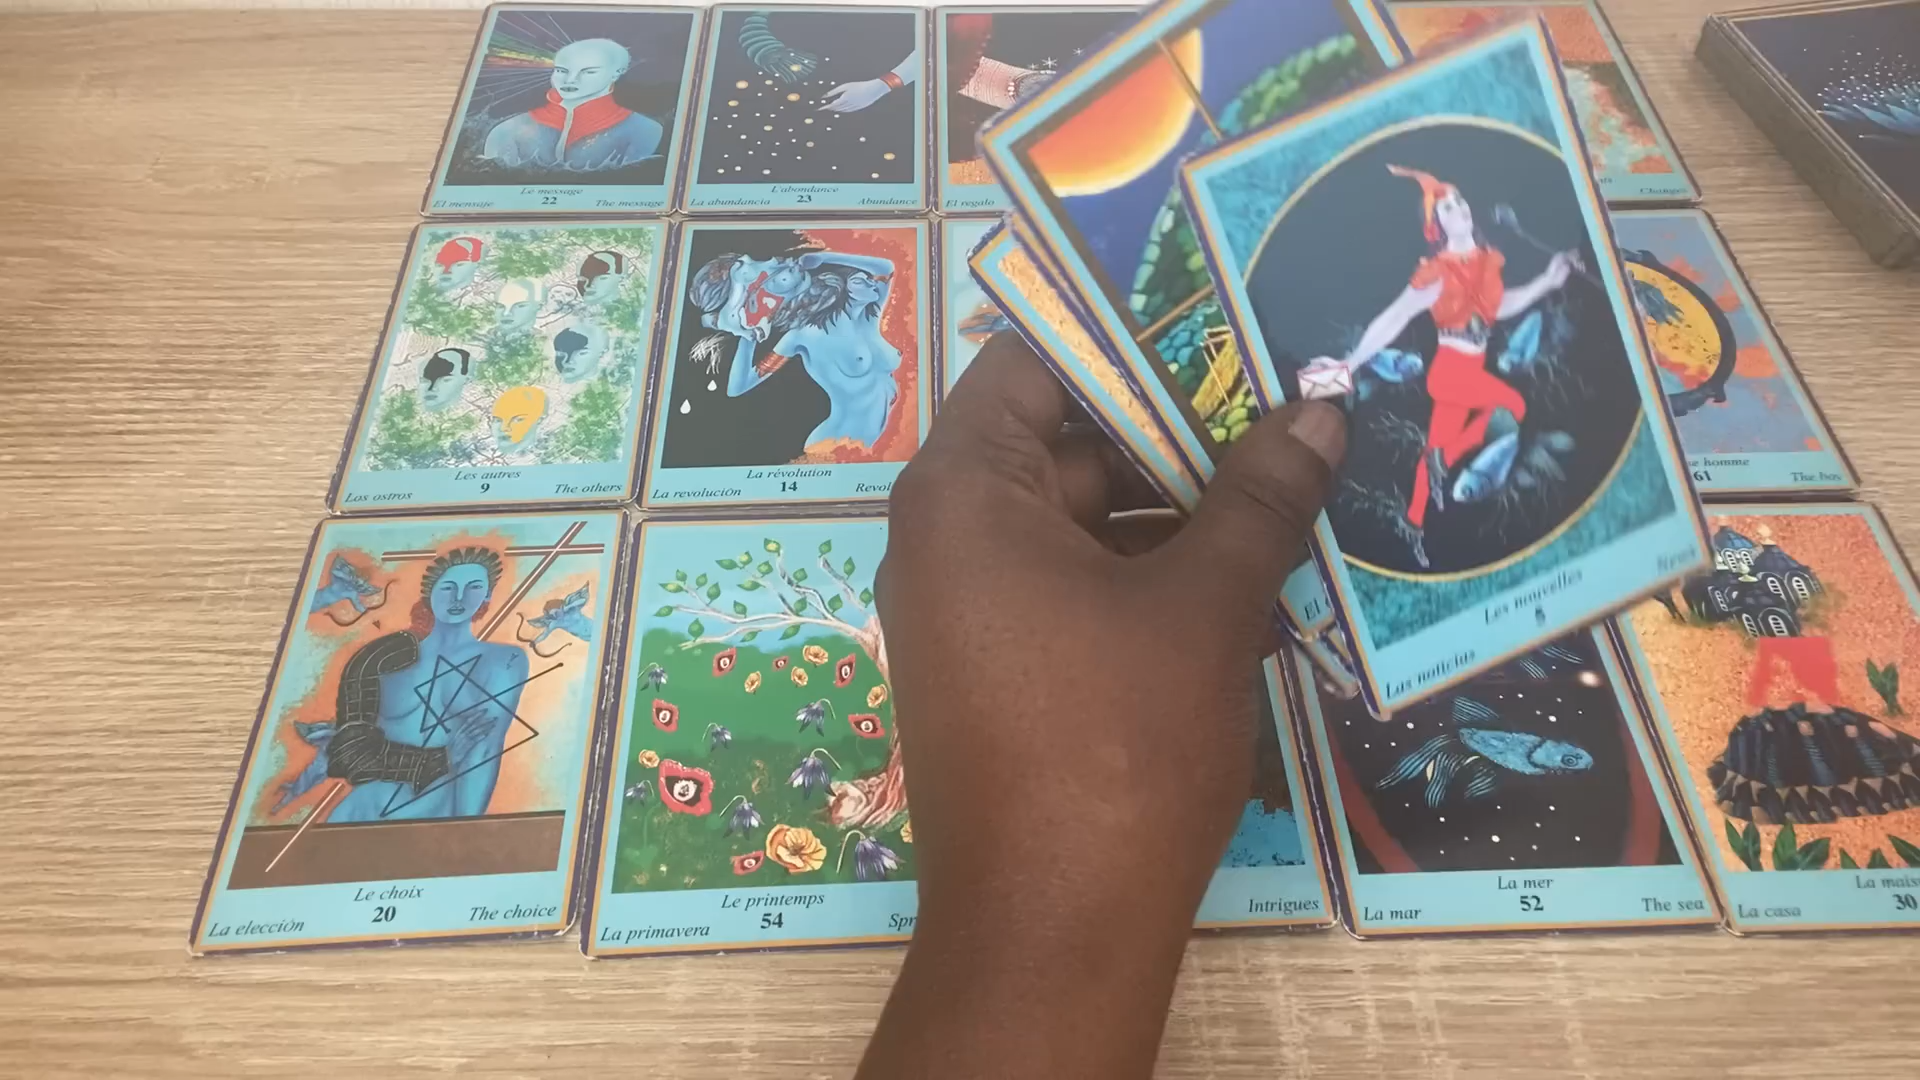 Le message
El mensaje 22 The message
L'abondance
La abundancia 23 Abundance
El regalo
Changes
Les autres
Los ostros 9 The others
La révolution
La revolución 14 Revol
homme
61 The boy
Les nouvelles
Las noticias 8 News
Le choix
La elección 20 The choice
Le printemps
La primavera 54 Spr
El
Intrigues
La mer
La mar 52 The sea
La mais
La casa 30